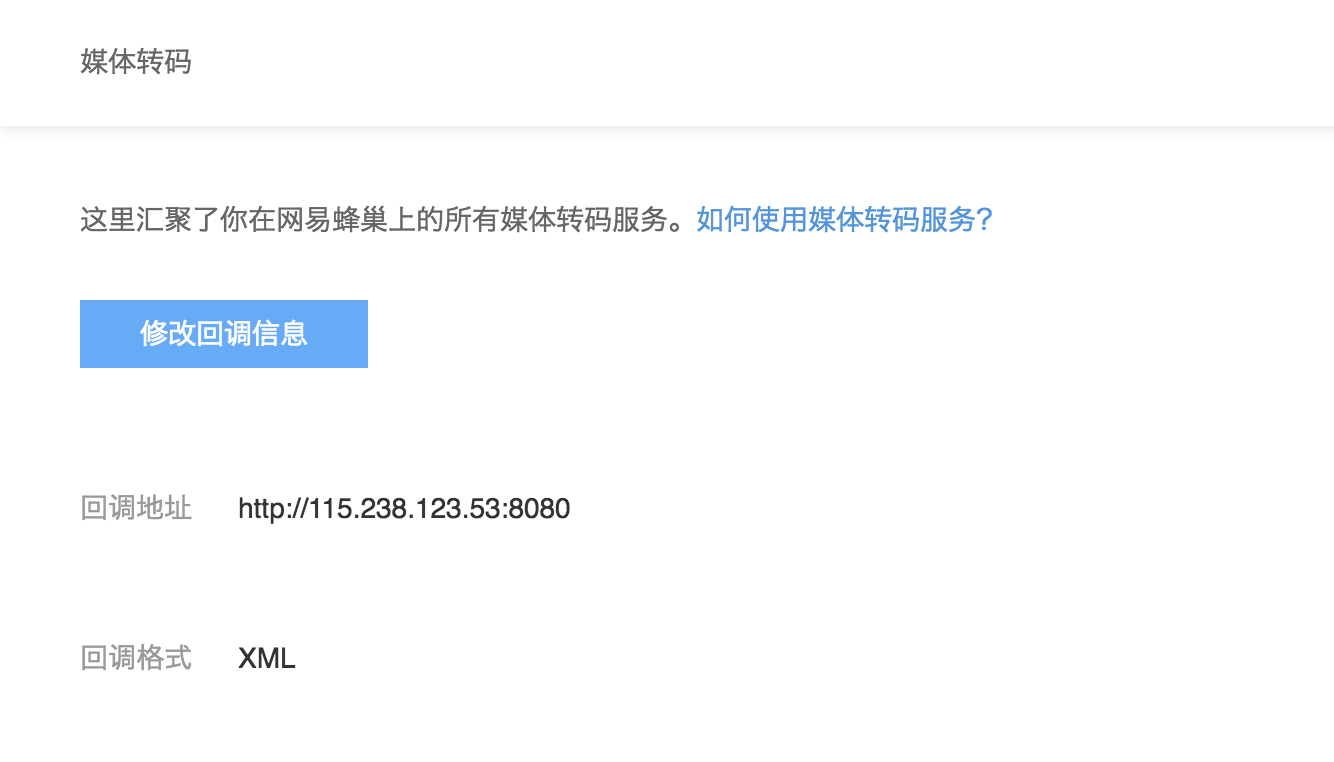 媒体转码
这里汇聚了你在网易蜂巢上的所有媒体转码服务。如何使用媒体转码服务?
修改回调信息
回调地址 http://115.238.123.53:8080
回调格式 XML